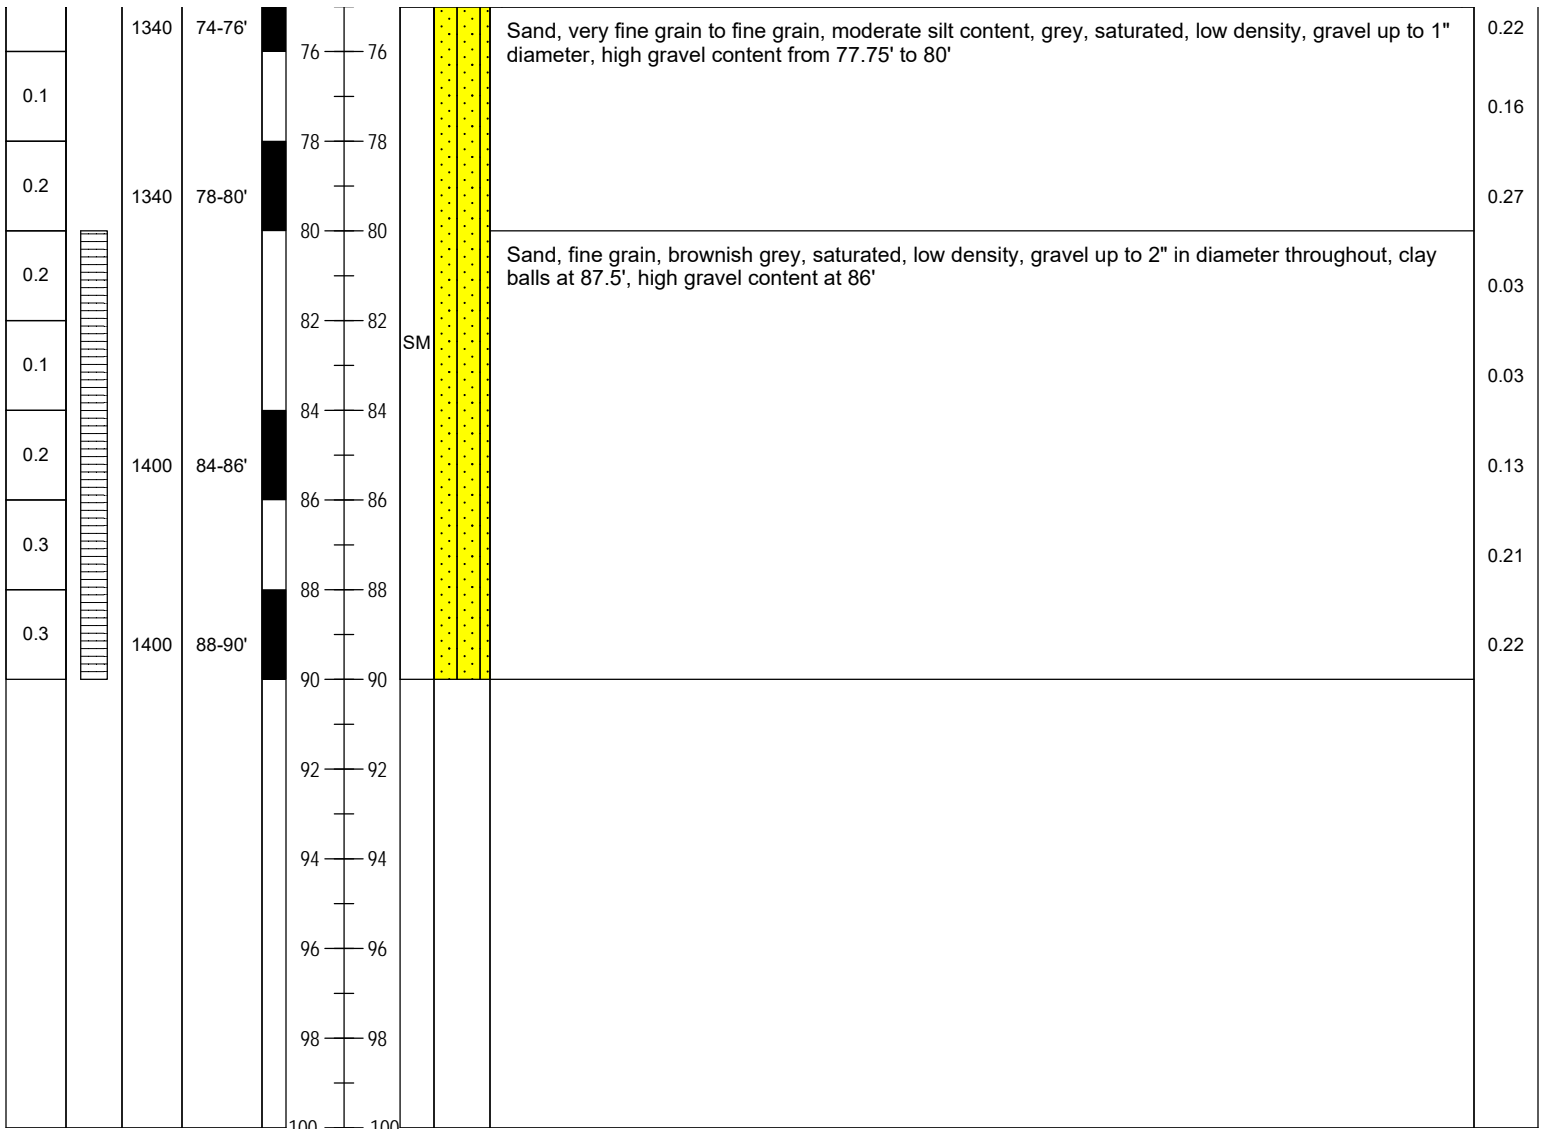 1340 74-76' Sand, very fine grain to fine grain, moderate silt content, grey, saturated, low density, gravel up to 1" 0.22
76 76 diameter, high gravel content from 77.75' to 80'
0.1 0.16
78 78
0.2 1340 78-80' 0.27
80 80
Sand, fine grain, brownish grey, saturated, low density, gravel up to 2" in diameter throughout, clay
0.2 balls at 87.5', high gravel content at 86' 0.03
82 82
SM
0.1 0.03
84 84
0.2 1400 84-86' 0.13
86 86
0.3 0.21
88 88
0.3 1400 88-90' 0.22
90 90
92 92
94 94
96 96
98 98
100 100